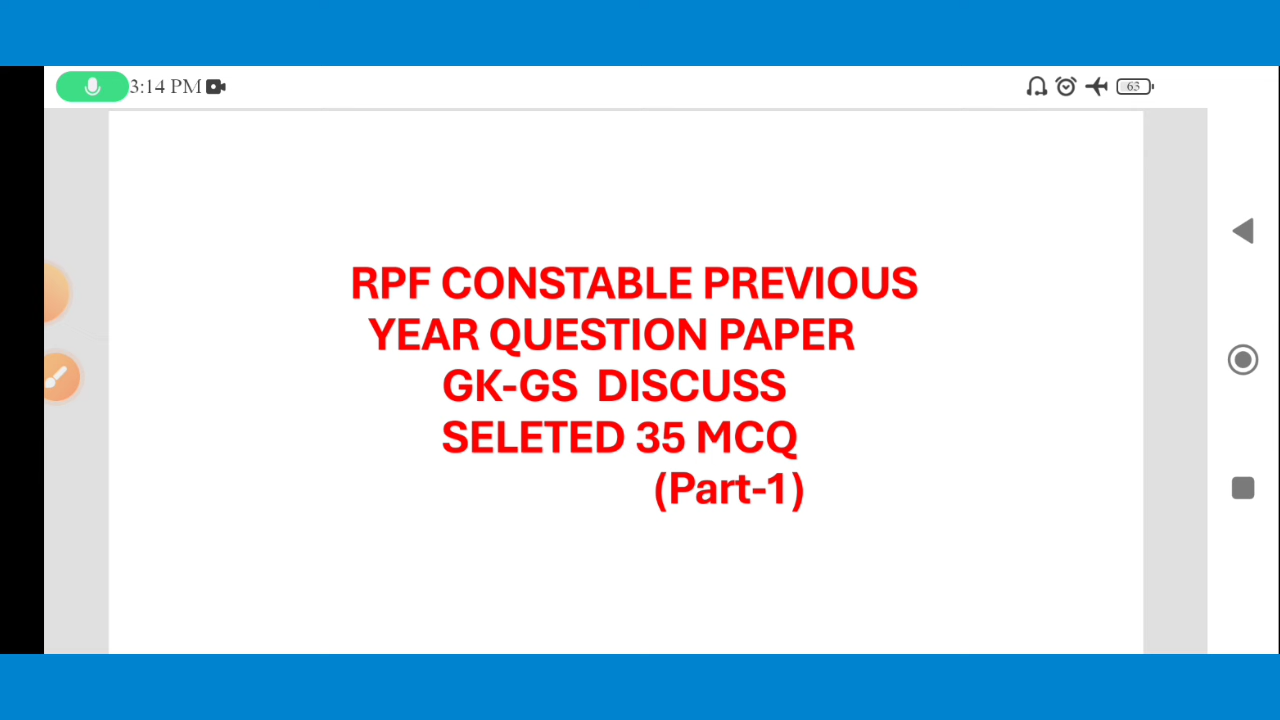 3:14 PM
63
RPF CONSTABLE PREVIOUS
YEAR QUESTION PAPER
GK-GS DISCUSS
SELETED 35 MCQ
(Part-1)